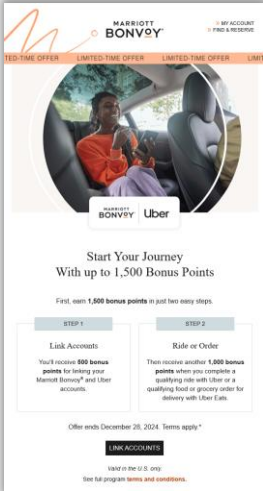 MARRIOTT
BONVOY
MY ACCOUNT
FIND & RESERVE
TED-TIME OFFER LIMITED-TIME OFFER LIMITED-TIME OFFER LIMIT
MARRIOTT
BONVOY Uber
Start Your Journey
With up to 1,500 Bonus Points
First, earn 1,500 bonus points in just two easy steps.
STEP 1
Link Accounts
You'll receive 500 bonus
points for linking your
Marriott Bonvoy® and Uber
accounts.
STEP 2
Ride or Order
Then receive another 1,000 bonus
points when you complete a
qualifying ride with Uber or a
qualifying food or grocery order for
delivery with Uber Eats.
Offer ends December 28, 2024. Terms apply.*
LINK ACCOUNTS
Valid in the U.S. only.
See full program terms and conditions.